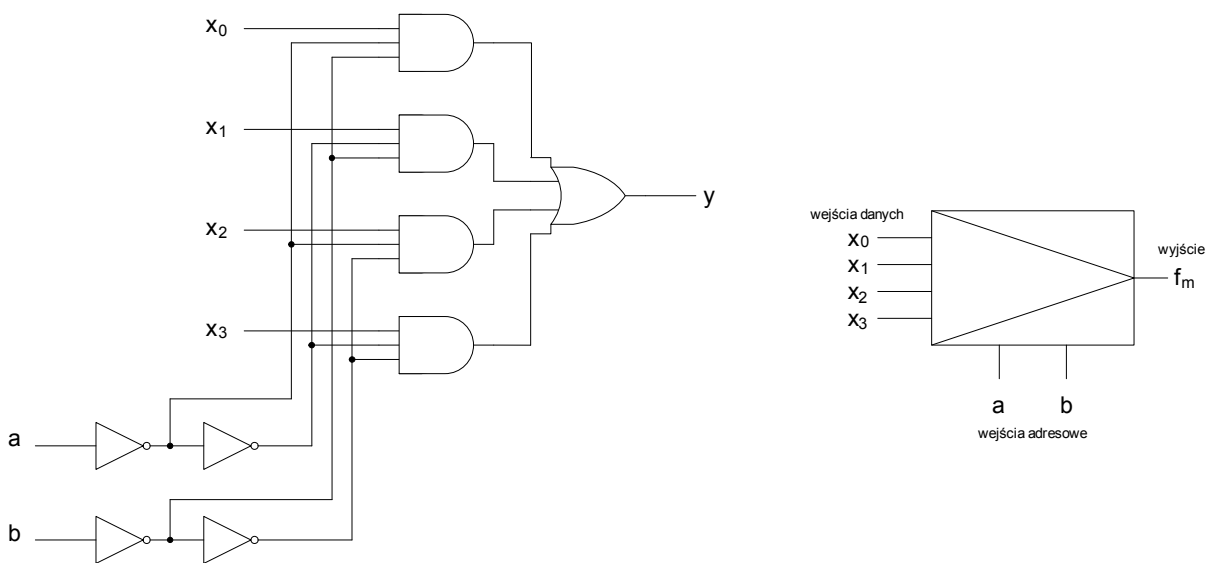 x0
x1
x2
x3
a
b
y
wejścia danych
x0
x1
x2
x3
wyjście
fm
a
b
wejścia adresowe